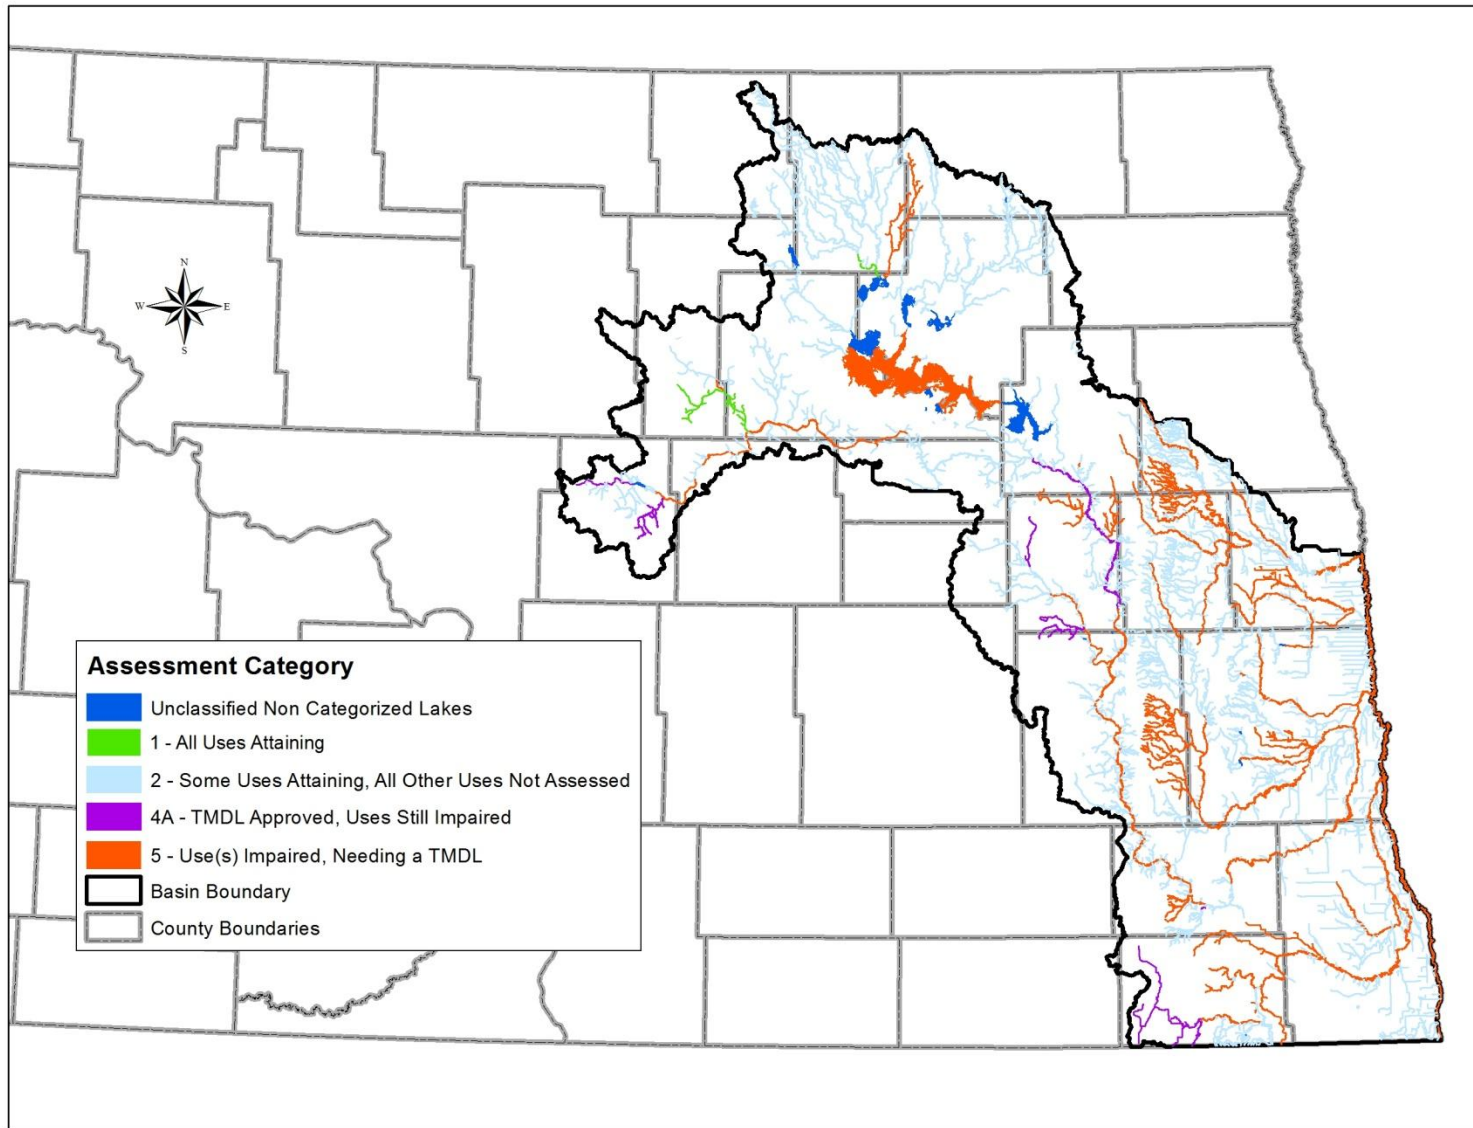 N
W
E
S
Assessment Category
Unclassified Non Categorized Lakes
1 - All Uses Attaining
2 - Some Uses Attaining, All Other Uses Not Assessed
4A - TMDL Approved, Uses Still Impaired
5 - Use(s) Impaired, Needing a TMDL
Basin Boundary
County Boundaries